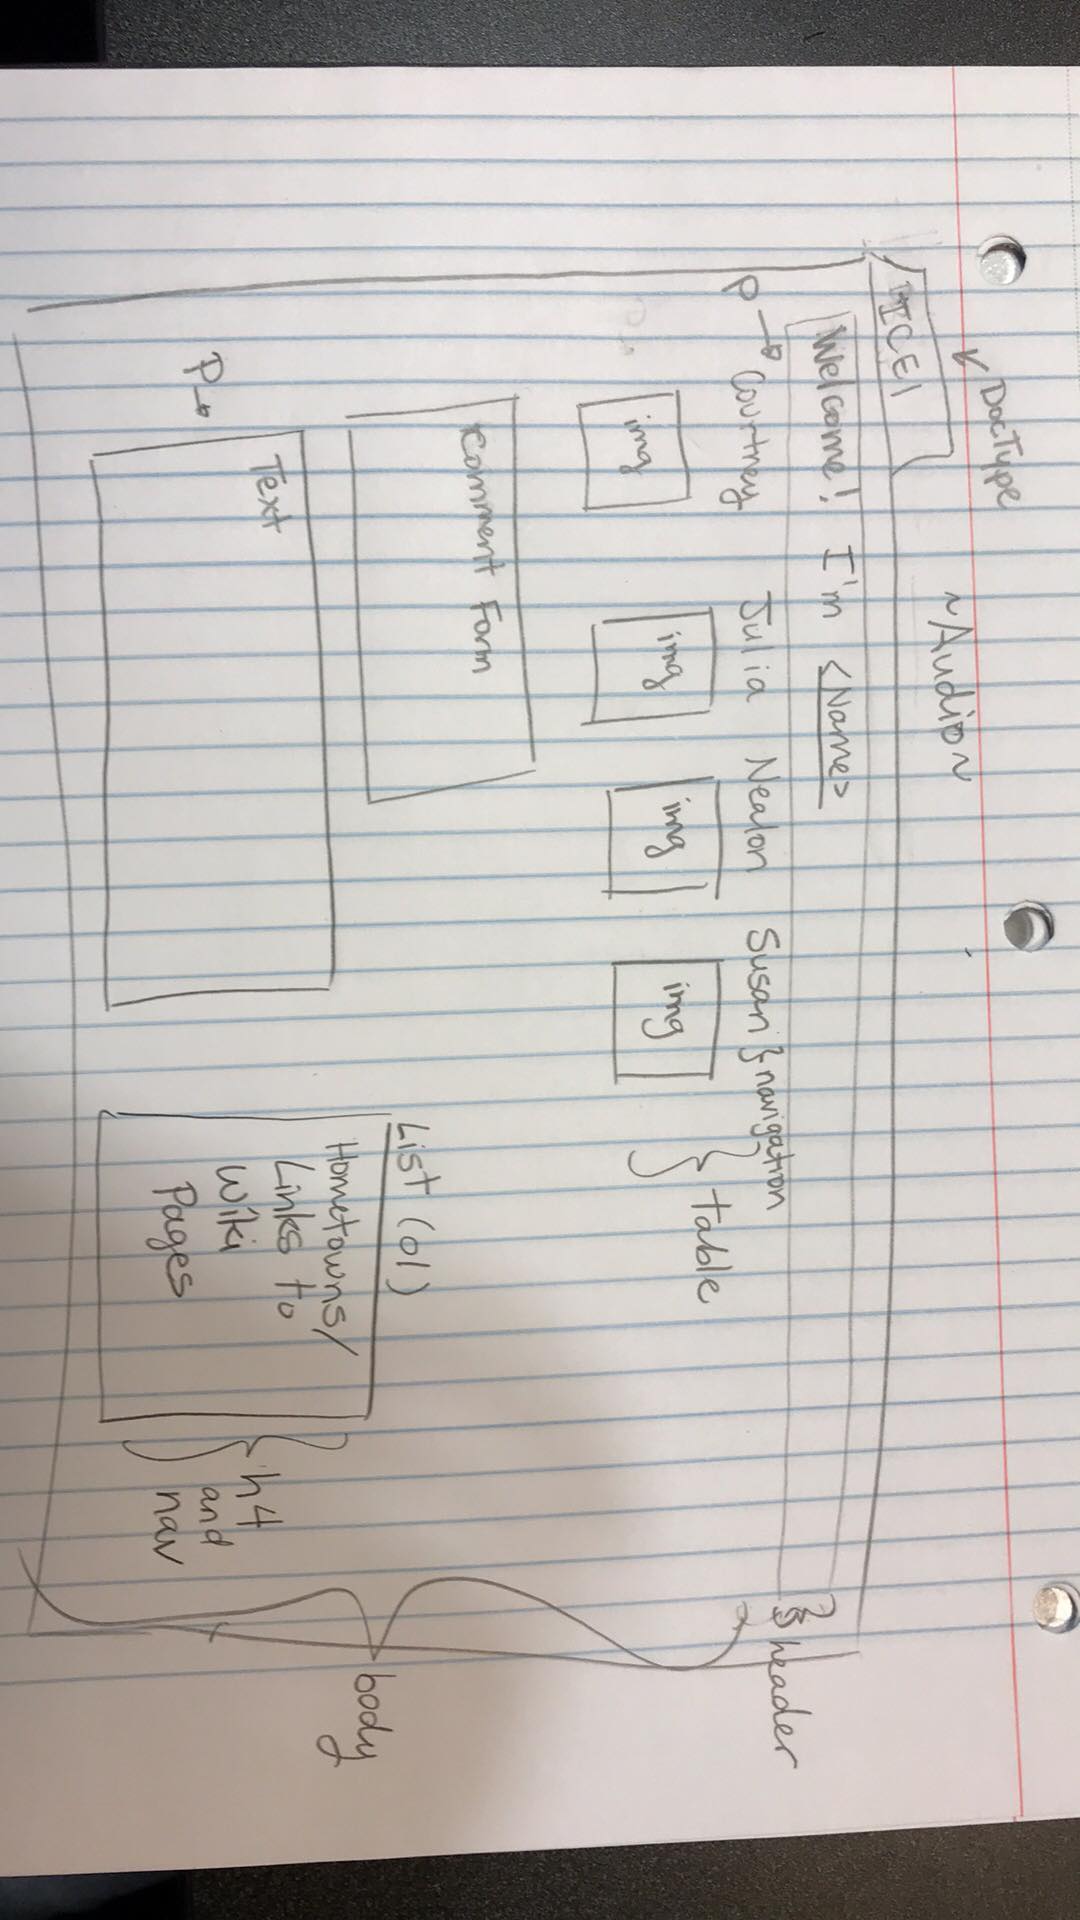 DocType
~Audio~
HCEI
Welcome! I'm <Name>
} header
P → Courtney Julia Nealon Susan } navigation
img img img img
} table
Comment Form
List (ol)
P →
Text
Hometowns/
Links to
Wiki
Pages
} h4
and
nav
body